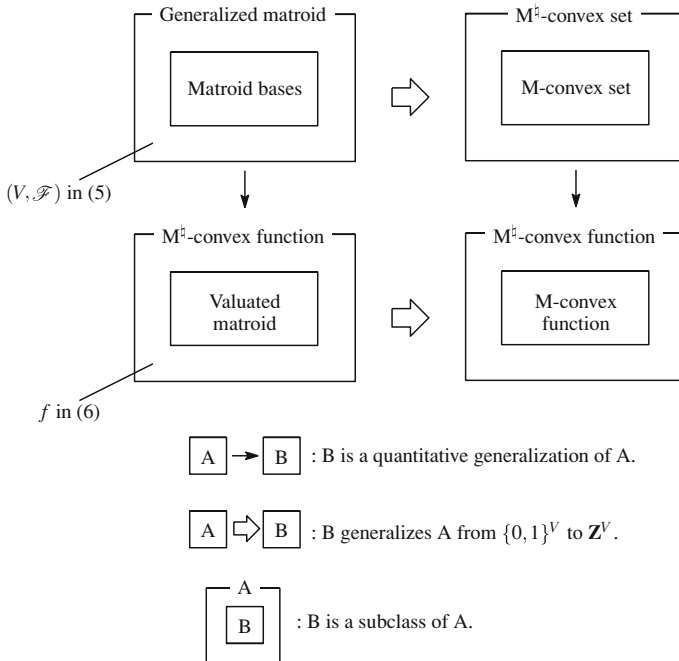 Generalized matroid
M♮-convex set
Matroid bases
M-convex set
(V, ℱ) in (5)
M♮-convex function
M♮-convex function
Valuated
matroid
M-convex
function
f in (6)
A B : B is a quantitative generalization of A.
A B : B generalizes A from {0,1}^V to Z^V.
A
B : B is a subclass of A.